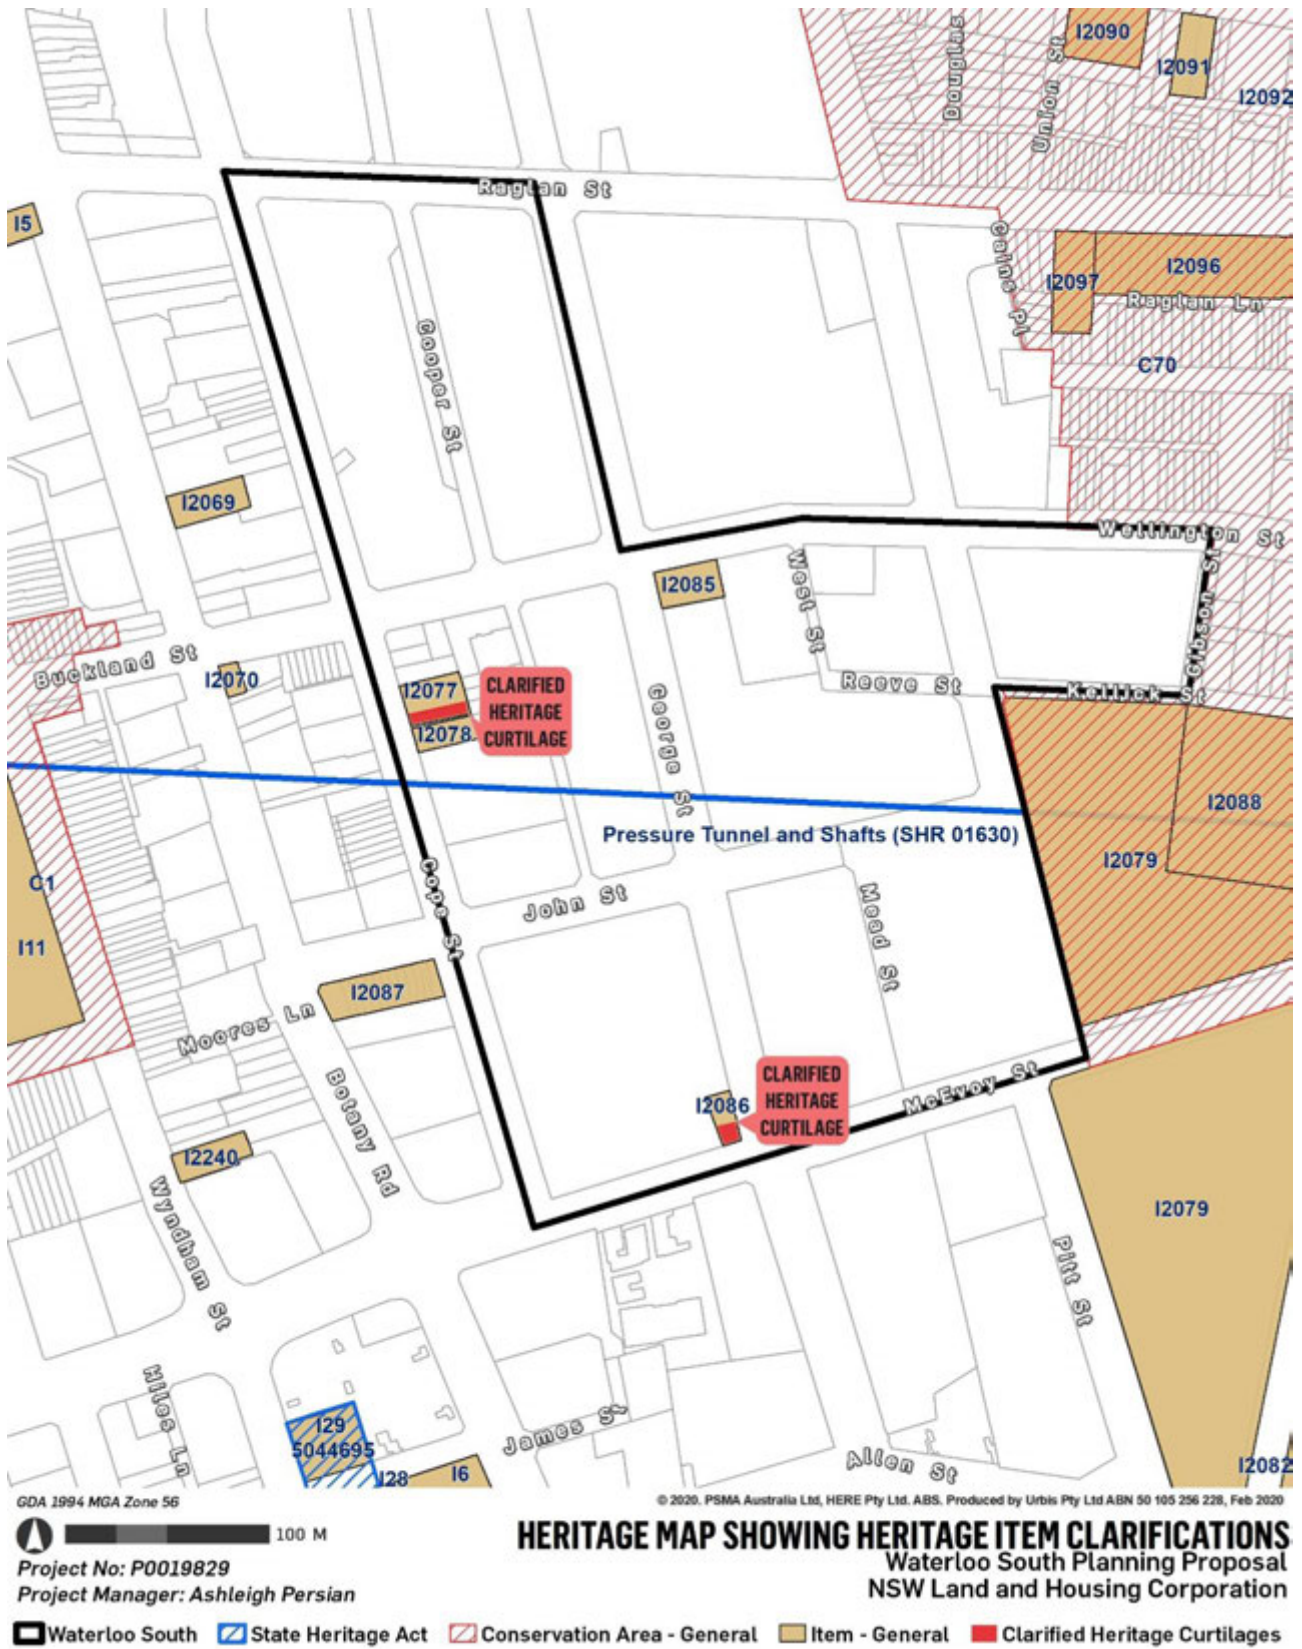 Douglas
Union St
I2090
I2091
I2092
I5
Raglan St
Cains Pl
I2097
I2096
Raglan Ln
C70
Cooper St
I2069
Wellington St
Gibson St
I2085
West St
Buckland St
I2070
I2077
I2078
CLARIFIED
HERITAGE
CURTILAGE
George St
Reeve St
Kellick St
I2088
Pressure Tunnel and Shafts (SHR 01630)
I2079
C1
I11
Cope St
John St
Mead St
I2087
Moores Ln
Botany Rd
I2086
CLARIFIED
HERITAGE
CURTILAGE
McEvoy St
I2240
Wyndham St
I2079
Pitt St
Hiles Ln
I29
5044695
I28
I6
James St
Allen St
I2082
GDA 1994 MGA Zone 56
© 2020. PSMA Australia Ltd, HERE Pty Ltd. ABS. Produced by Urbis Pty Ltd ABN 50 105 256 228, Feb 2020
100 M
HERITAGE MAP SHOWING HERITAGE ITEM CLARIFICATIONS
Project No: P0019829
Waterloo South Planning Proposal
Project Manager: Ashleigh Persian
NSW Land and Housing Corporation
Waterloo South State Heritage Act Conservation Area - General Item - General Clarified Heritage Curtilages